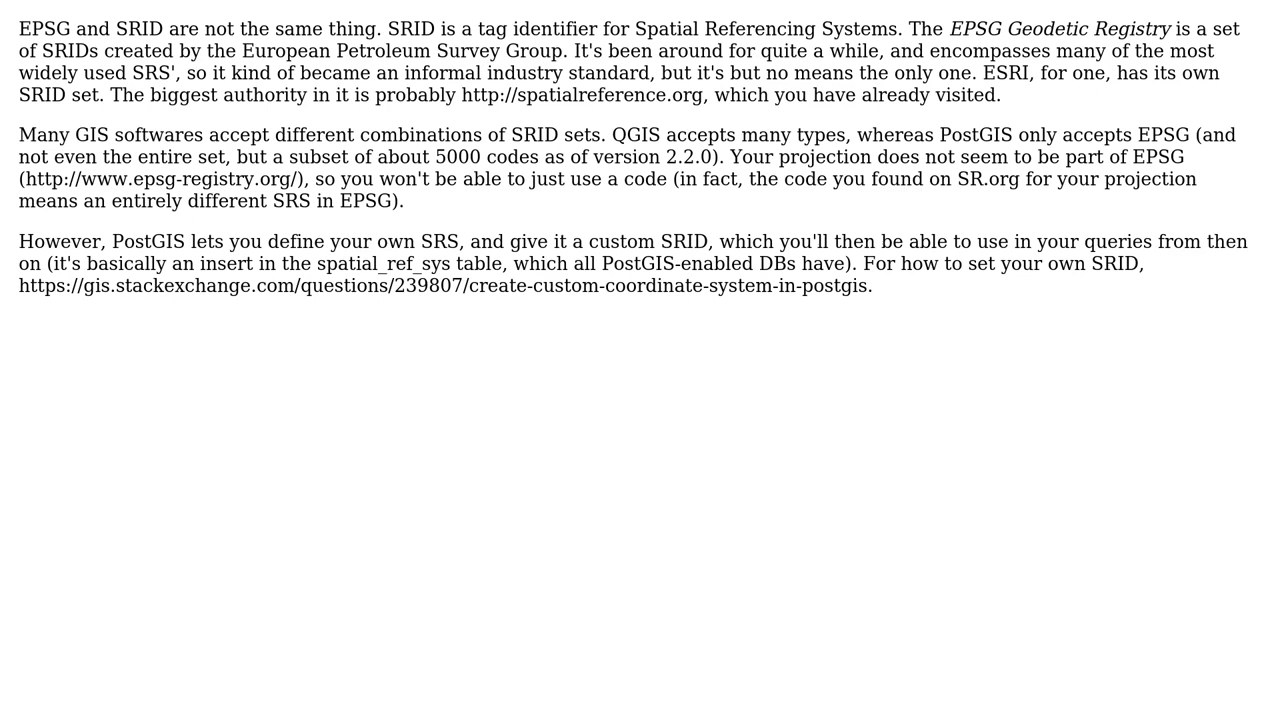 EPSG and SRID are not the same thing. SRID is a tag identifier for Spatial Referencing Systems. The EPSG Geodetic Registry is a set
of SRIDs created by the European Petroleum Survey Group. It's been around for quite a while, and encompasses many of the most
widely used SRS', so it kind of became an informal industry standard, but it's but no means the only one. ESRI, for one, has its own
SRID set. The biggest authority in it is probably http://spatialreference.org, which you have already visited.
Many GIS softwares accept different combinations of SRID sets. QGIS accepts many types, whereas PostGIS only accepts EPSG (and
not even the entire set, but a subset of about 5000 codes as of version 2.2.0). Your projection does not seem to be part of EPSG
(http://www.epsg-registry.org/), so you won't be able to just use a code (in fact, the code you found on SR.org for your projection
means an entirely different SRS in EPSG).
However, PostGIS lets you define your own SRS, and give it a custom SRID, which you'll then be able to use in your queries from then
on (it's basically an insert in the spatial_ref_sys table, which all PostGIS-enabled DBs have). For how to set your own SRID,
https://gis.stackexchange.com/questions/239807/create-custom-coordinate-system-in-postgis.